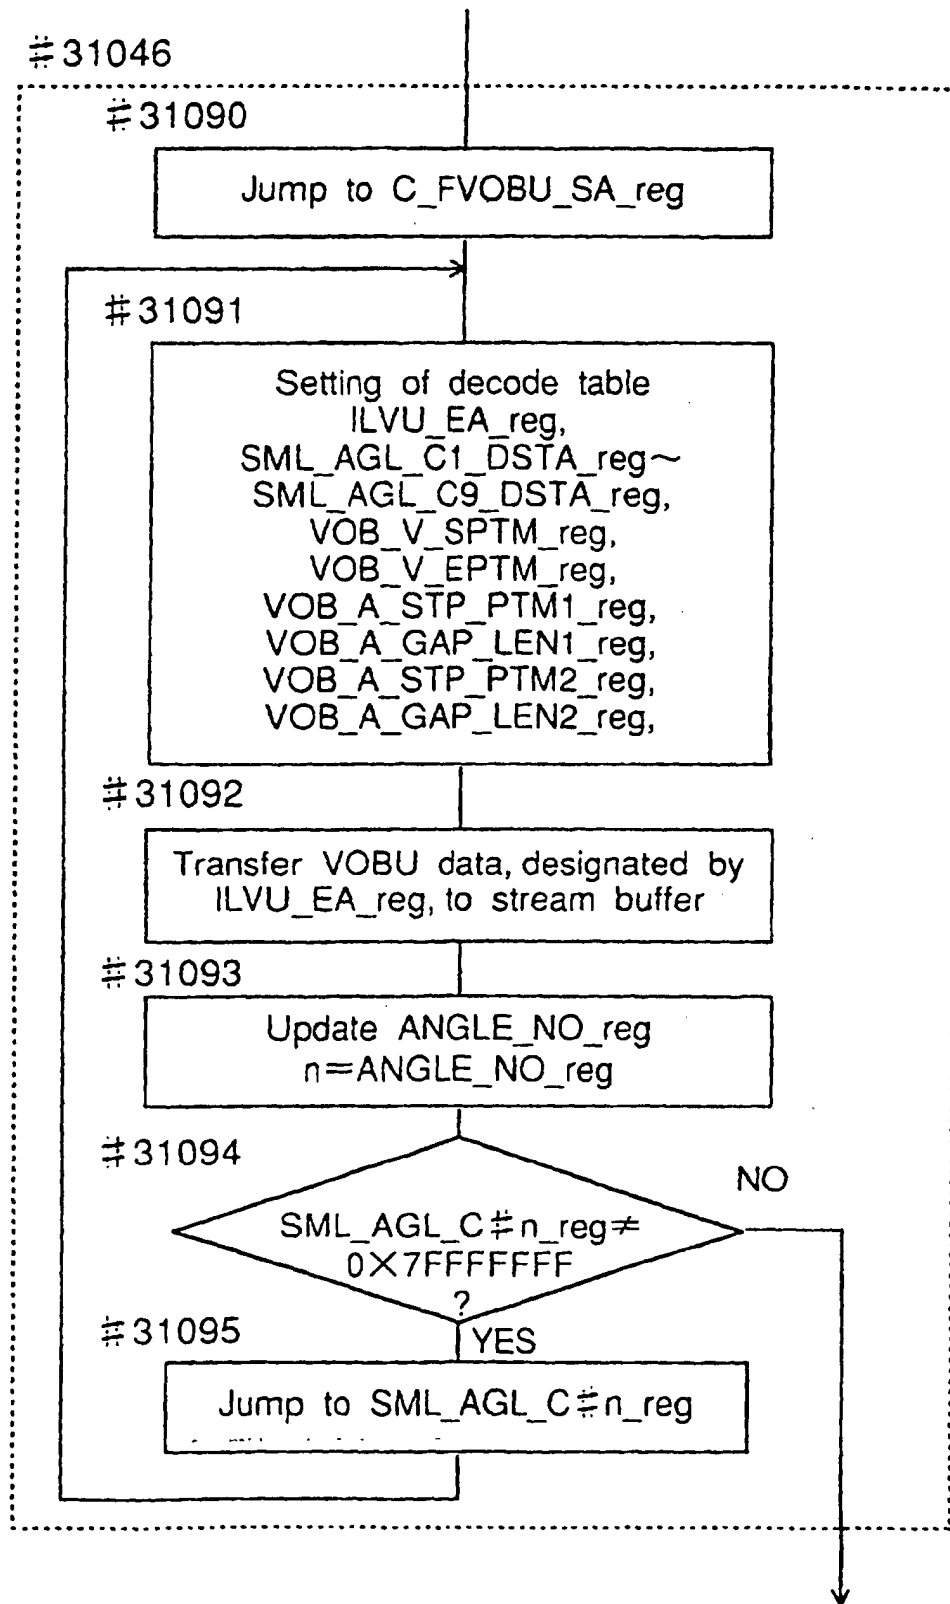 #31046
#31090
Jump to C_FVOBU_SA_reg
#31091
Setting of decode table
ILVU_EA_reg,
SML_AGL_C1_DSTA_reg~
SML_AGL_C9_DSTA_reg,
VOB_V_SPTM_reg,
VOB_V_EPTM_reg,
VOB_A_STP_PTM1_reg,
VOB_A_GAP_LEN1_reg,
VOB_A_STP_PTM2_reg,
VOB_A_GAP_LEN2_reg,
#31092
Transfer VOBU data, designated by
ILVU_EA_reg, to stream buffer
#31093
Update ANGLE_NO_reg
n=ANGLE_NO_reg
#31094
NO
SML_AGL_C#n_reg≠
0×7FFFFFFF
?
#31095
YES
Jump to SML_AGL_C#n_reg